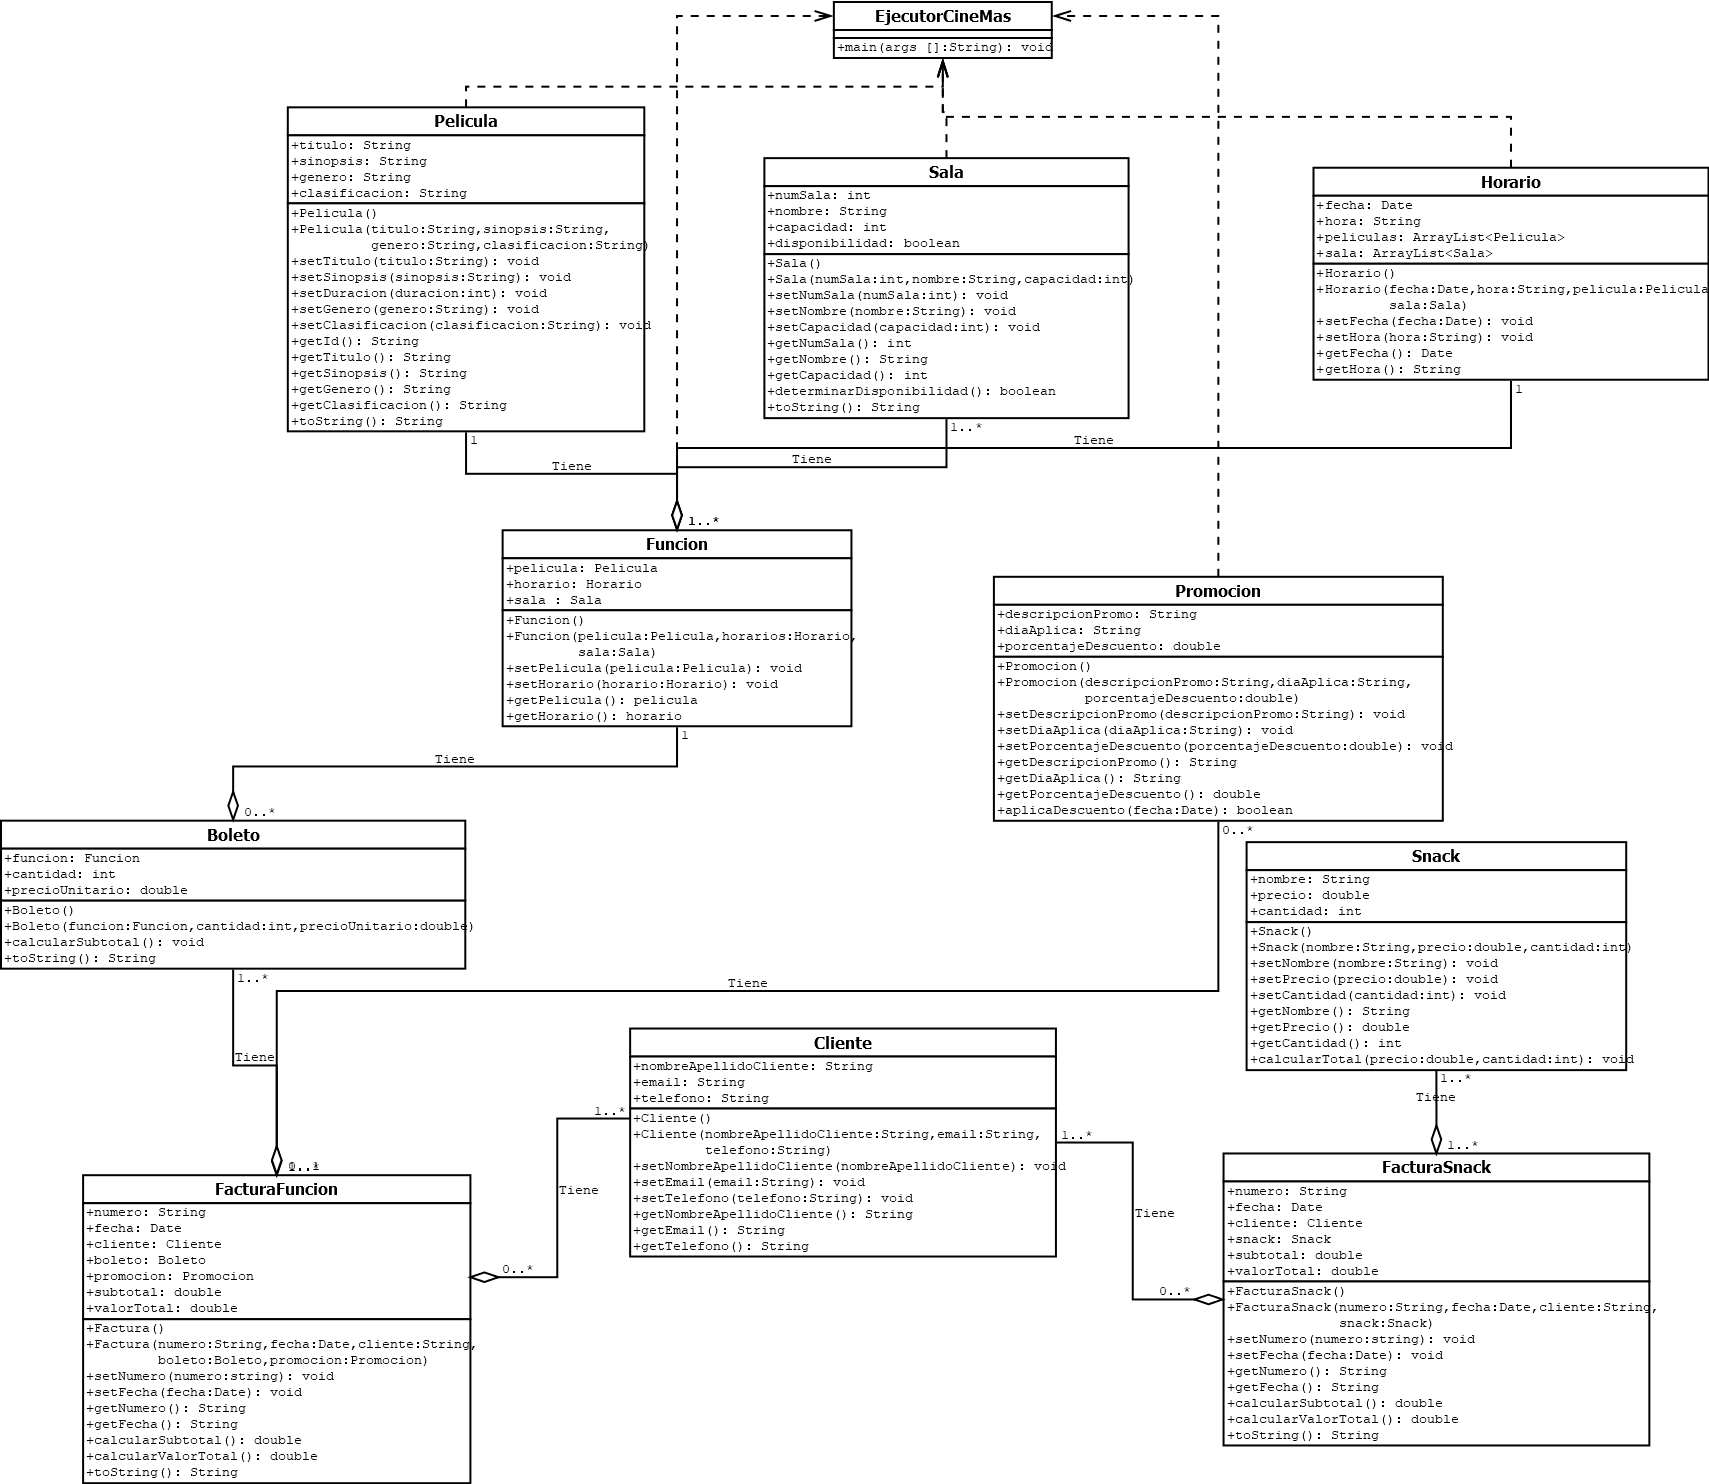 EjecutorCineMas
+main(args []:String): void
Pelicula
+titulo: String
+sinopsis: String
+genero: String
+clasificacion: String
+Pelicula()
+Pelicula(titulo:String,sinopsis:String,
genero:String,clasificacion:String)
+setTitulo(titulo:String): void
+setSinopsis(sinopsis:String): void
+setDuracion(duracion:int): void
+setGenero(genero:String): void
+setClasificacion(clasificacion:String): void
+getId(): String
+getTitulo(): String
+getSinopsis(): String
+getGenero(): String
+getClasificacion(): String
+toString(): String
1
Tiene
Sala
+numSala: int
+nombre: String
+capacidad: int
+disponibilidad: boolean
+Sala()
+Sala(numSala:int,nombre:String,capacidad:int)
+setNumSala(numSala:int): void
+setNombre(nombre:String): void
+setCapacidad(capacidad:int): void
+getNumSala(): int
+getNombre(): String
+getCapacidad(): int
+determinarDisponibilidad(): boolean
+toString(): String
1..*
Tiene
Horario
+fecha: Date
+hora: String
+peliculas: ArrayList<Pelicula>
+sala: ArrayList<Sala>
+Horario()
+Horario(fecha:Date,hora:String,pelicula:Pelicula
sala:Sala)
+setFecha(fecha:Date): void
+setHora(hora:String): void
+getFecha(): Date
+getHora(): String
1
Tiene
1..*
Funcion
+pelicula: Pelicula
+horario: Horario
+sala : Sala
+Funcion()
+Funcion(pelicula:Pelicula,horarios:Horario,
sala:Sala)
+setPelicula(pelicula:Pelicula): void
+setHorario(horario:Horario): void
+getPelicula(): pelicula
+getHorario(): horario
1
Tiene
0..*
Promocion
+descripcionPromo: String
+diaAplica: String
+porcentajeDescuento: double
+Promocion()
+Promocion(descripcionPromo:String,diaAplica:String,
porcentajeDescuento:double)
+setDescripcionPromo(descripcionPromo:String): void
+setDiaAplica(diaAplica:String): void
+setPorcentajeDescuento(porcentajeDescuento:double): void
+getDescripcionPromo(): String
+getDiaAplica(): String
+getPorcentajeDescuento(): double
+aplicaDescuento(fecha:Date): boolean
0..*
Tiene
Boleto
+funcion: Funcion
+cantidad: int
+precioUnitario: double
+Boleto()
+Boleto(funcion:Funcion,cantidad:int,precioUnitario:double)
+calcularSubtotal(): void
+toString(): String
1..*
Tiene
Snack
+nombre: String
+precio: double
+cantidad: int
+Snack()
+Snack(nombre:String,precio:double,cantidad:int)
+setNombre(nombre:String): void
+setPrecio(precio:double): void
+setCantidad(cantidad:int): void
+getNombre(): String
+getPrecio(): double
+getCantidad(): int
+calcularTotal(precio:double,cantidad:int): void
1..*
Tiene
1..*
Cliente
+nombreApellidoCliente: String
+email: String
+telefono: String
+Cliente()
+Cliente(nombreApellidoCliente:String,email:String,
telefono:String)
+setNombreApellidoCliente(nombreApellidoCliente): void
+setEmail(email:String): void
+setTelefono(telefono:String): void
+getNombreApellidoCliente(): String
+getEmail(): String
+getTelefono(): String
1..*
Tiene
0..*
1..*
Tiene
0..*
FacturaFuncion
+numero: String
+fecha: Date
+cliente: Cliente
+boleto: Boleto
+promocion: Promocion
+subtotal: double
+valorTotal: double
+Factura()
+Factura(numero:String,fecha:Date,cliente:String,
boleto:Boleto,promocion:Promocion)
+setNumero(numero:string): void
+setFecha(fecha:Date): void
+getNumero(): String
+getFecha(): String
+calcularSubtotal(): double
+calcularValorTotal(): double
+toString(): String
FacturaSnack
+numero: String
+fecha: Date
+cliente: Cliente
+snack: Snack
+subtotal: double
+valorTotal: double
+FacturaSnack()
+FacturaSnack(numero:String,fecha:Date,cliente:String,
snack:Snack)
+setNumero(numero:string): void
+setFecha(fecha:Date): void
+getNumero(): String
+getFecha(): String
+calcularSubtotal(): double
+calcularValorTotal(): double
+toString(): String